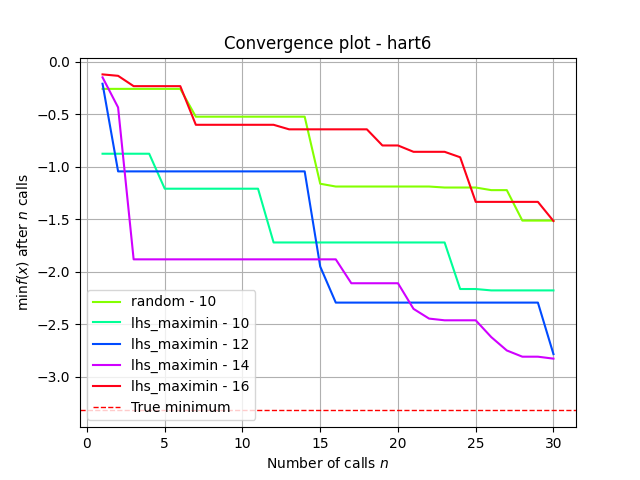 Convergence plot - hart6
min f(x) after n calls
0.0
−0.5
−1.0
−1.5
−2.0
−2.5
−3.0
random - 10
lhs_maximin - 10
lhs_maximin - 12
lhs_maximin - 14
lhs_maximin - 16
True minimum
0 5 10 15 20 25 30
Number of calls n